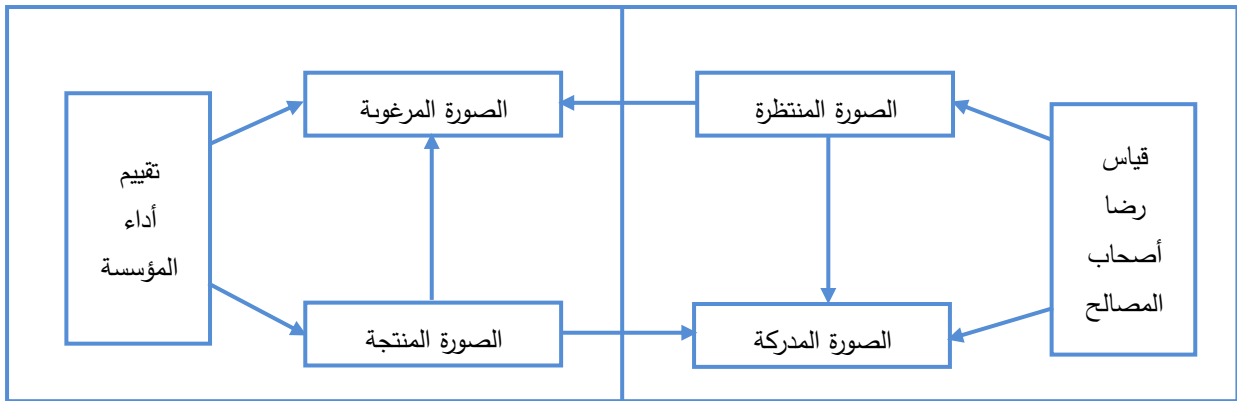 الصورة المنتظرة
الصورة المرغوبة
قياس
رضا
أصحاب
المصالح
تقييم
أداء
المؤسسة
الصورة المدركة
الصورة المنتجة